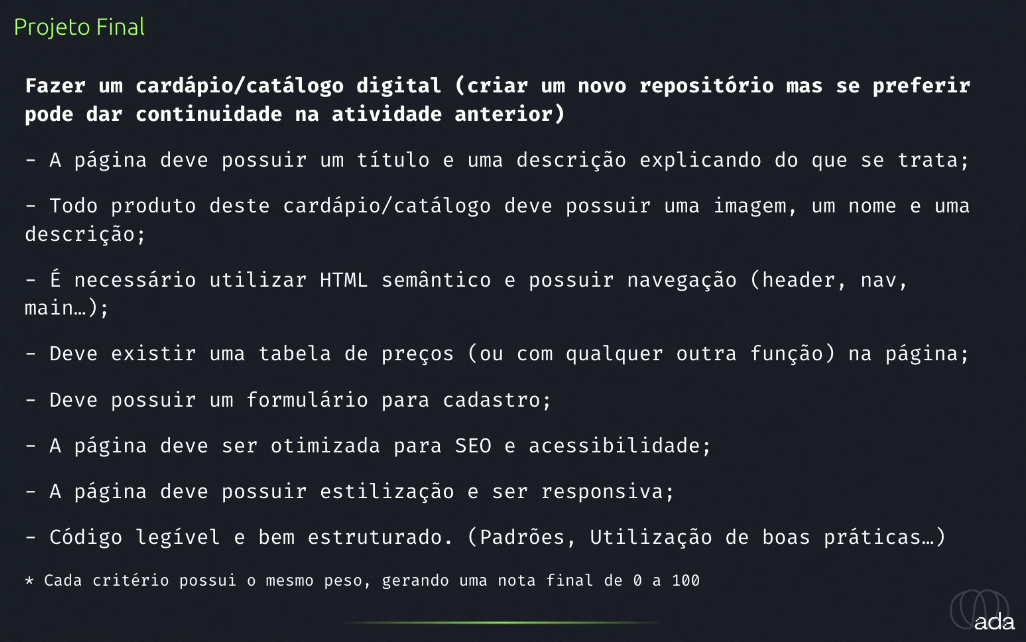 Projeto Final
Fazer um cardápio/catálogo digital (criar um novo repositório mas se preferir
pode dar continuidade na atividade anterior)
- A página deve possuir um título e uma descrição explicando do que se trata;
- Todo produto deste cardápio/catálogo deve possuir uma imagem, um nome e uma
descrição;
- É necessário utilizar HTML semântico e possuir navegação (header, nav,
main…);
- Deve existir uma tabela de preços (ou com qualquer outra função) na página;
- Deve possuir um formulário para cadastro;
- A página deve ser otimizada para SEO e acessibilidade;
- A página deve possuir estilização e ser responsiva;
- Código legível e bem estruturado. (Padrões, Utilização de boas práticas…)
* Cada critério possui o mesmo peso, gerando uma nota final de 0 a 100
ada